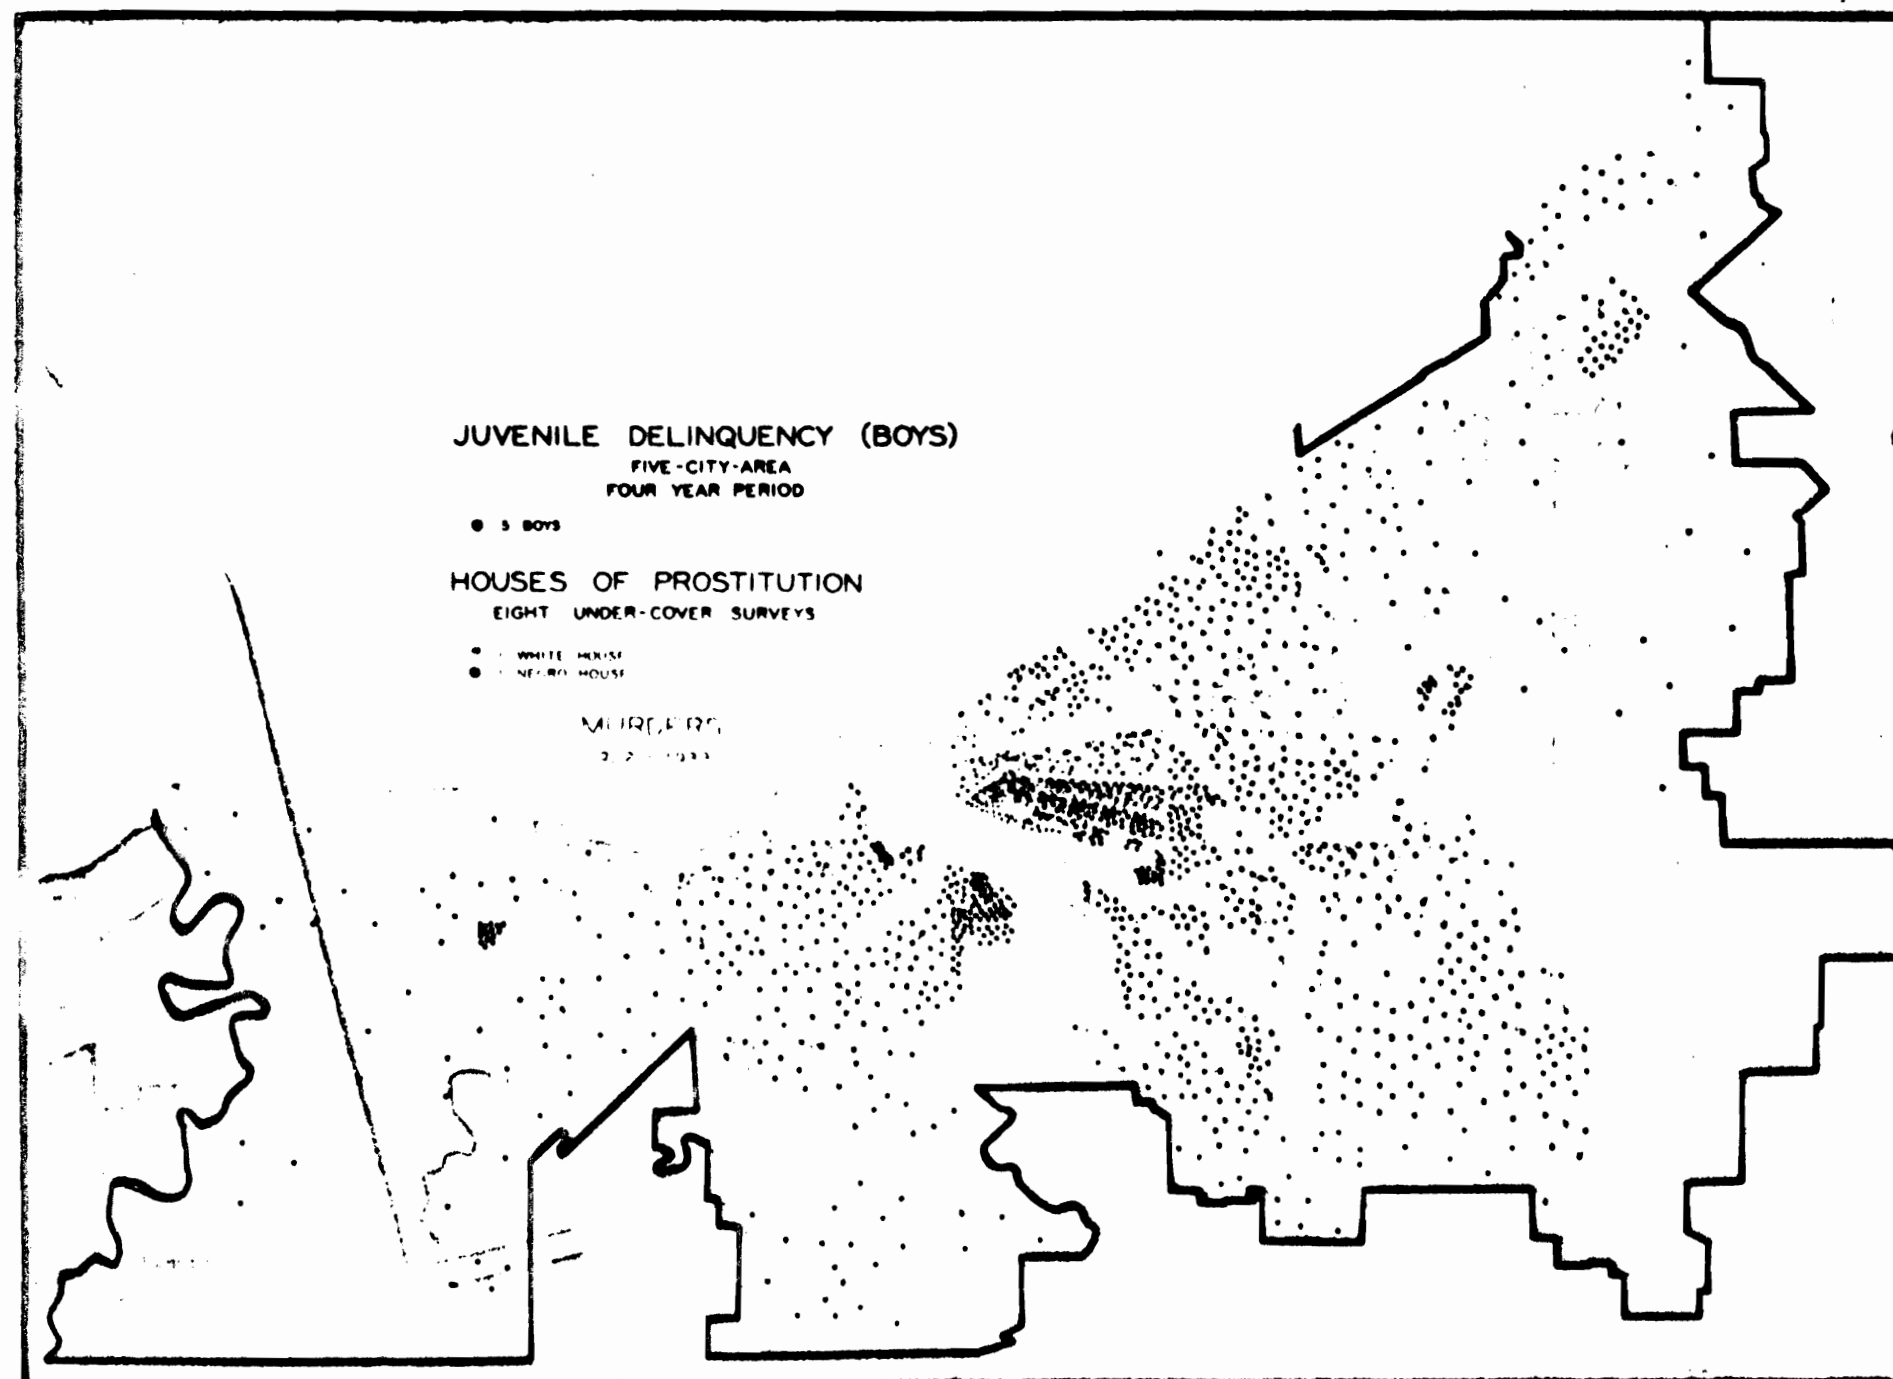 JUVENILE DELINQUENCY (BOYS)
FIVE-CITY-AREA
FOUR YEAR PERIOD
5 BOYS
HOUSES OF PROSTITUTION
EIGHT UNDER-COVER SURVEYS
WHITE HOUSE
NEGRO HOUSE
MURDERS